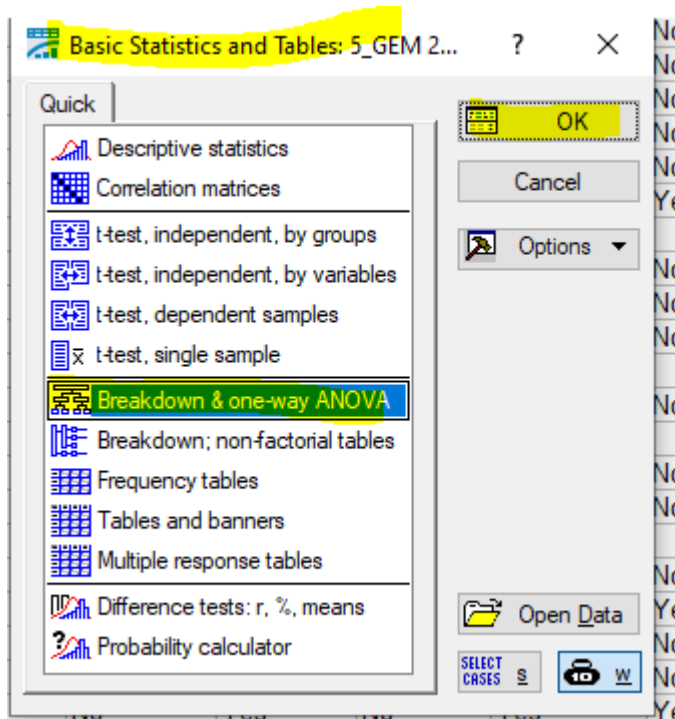 Basic Statistics and Tables: 5_GEM 2... ?
Quick
OK
Cancel
Options
Descriptive statistics
Correlation matrices
t-test, independent, by groups
t-test, independent, by variables
t-test, dependent samples
t-test, single sample
Breakdown & one-way ANOVA
Breakdown; non-factorial tables
Frequency tables
Tables and banners
Multiple response tables
Difference tests: r, %, means
Probability calculator
Open Data
SELECT
CASES S
W